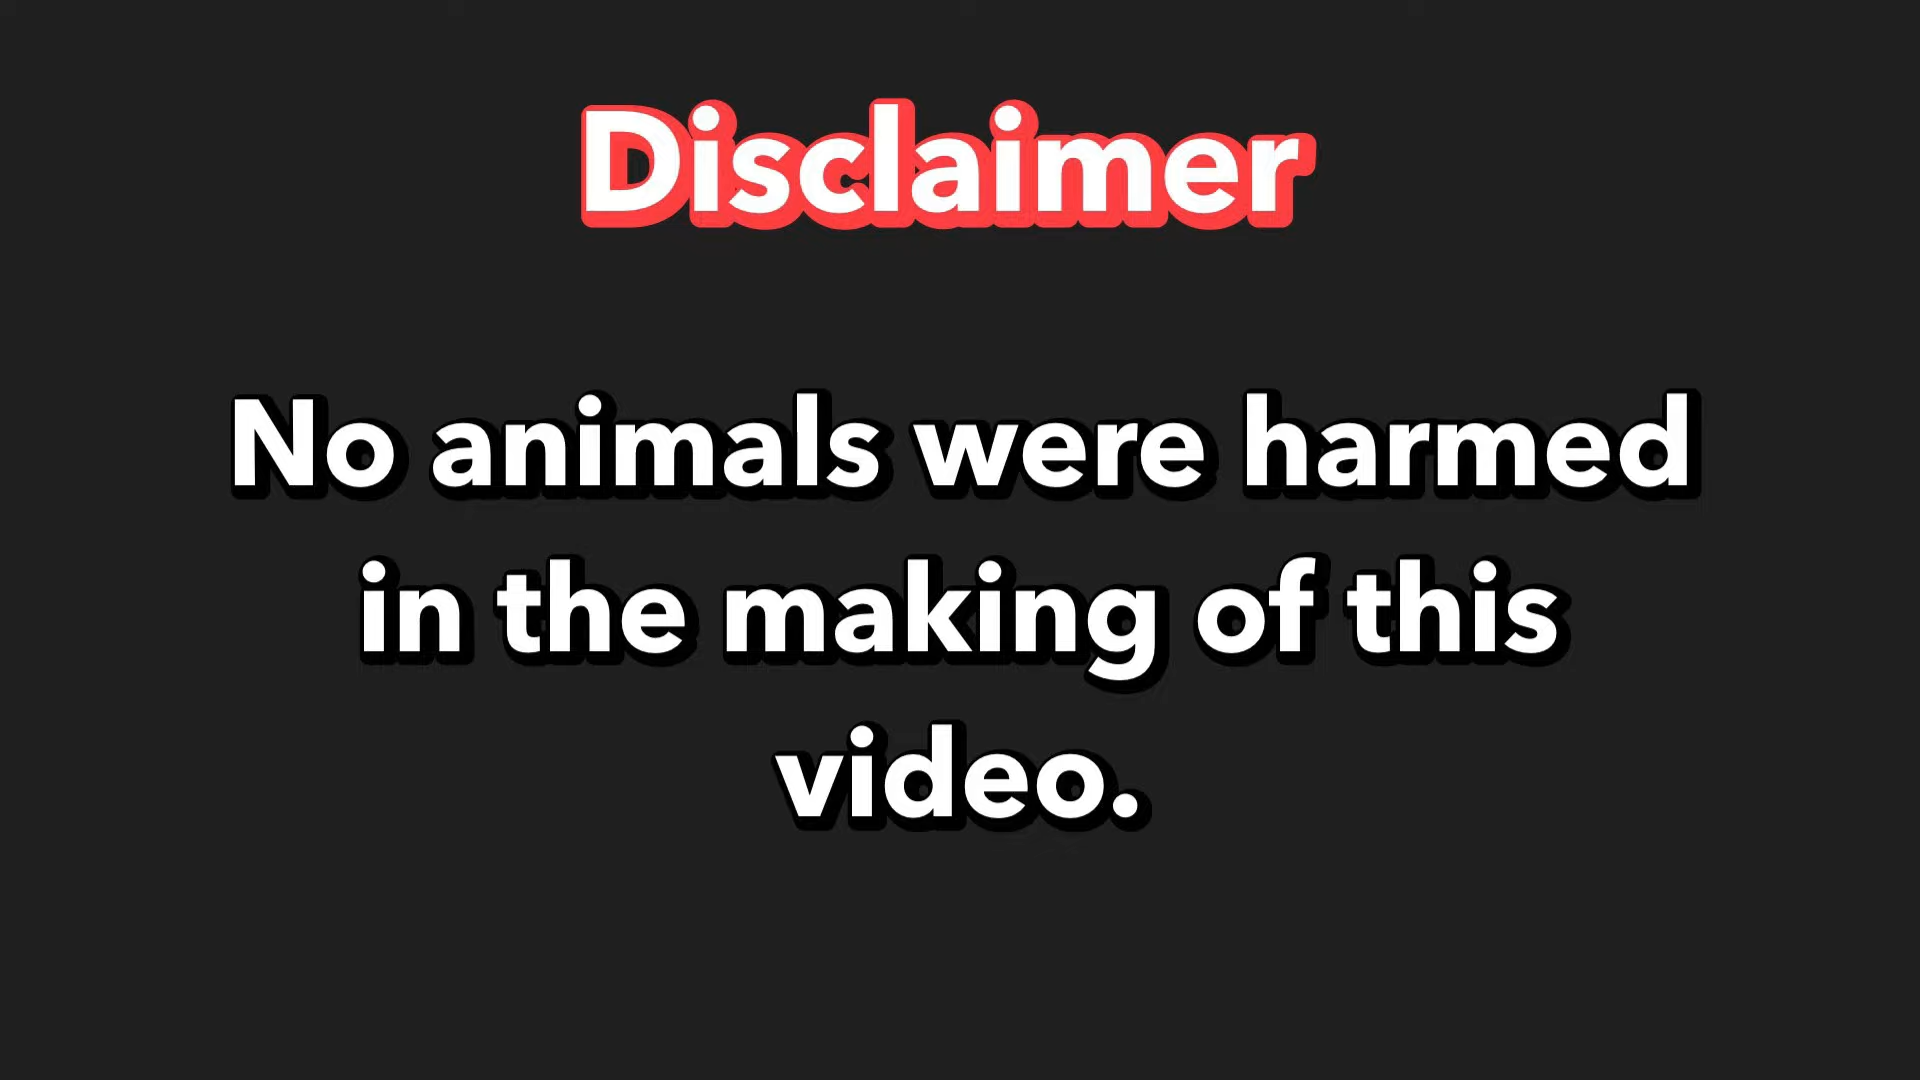 Disclaimer
No animals were harmed
in the making of this
video.